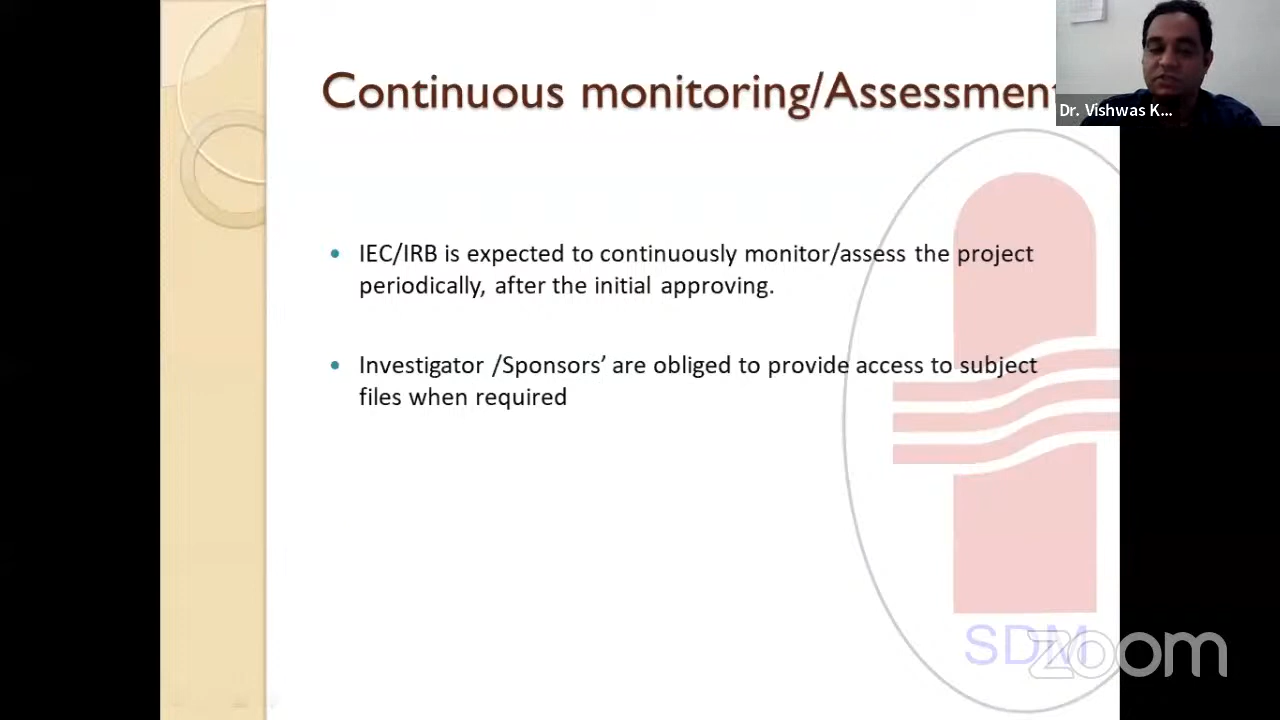 Continuous monitoring/Assessment
Dr. Vishwas K...
• IEC/IRB is expected to continuously monitor/assess the project
periodically, after the initial approving.
• Investigator /Sponsors’ are obliged to provide access to subject
files when required
SDM
zoom